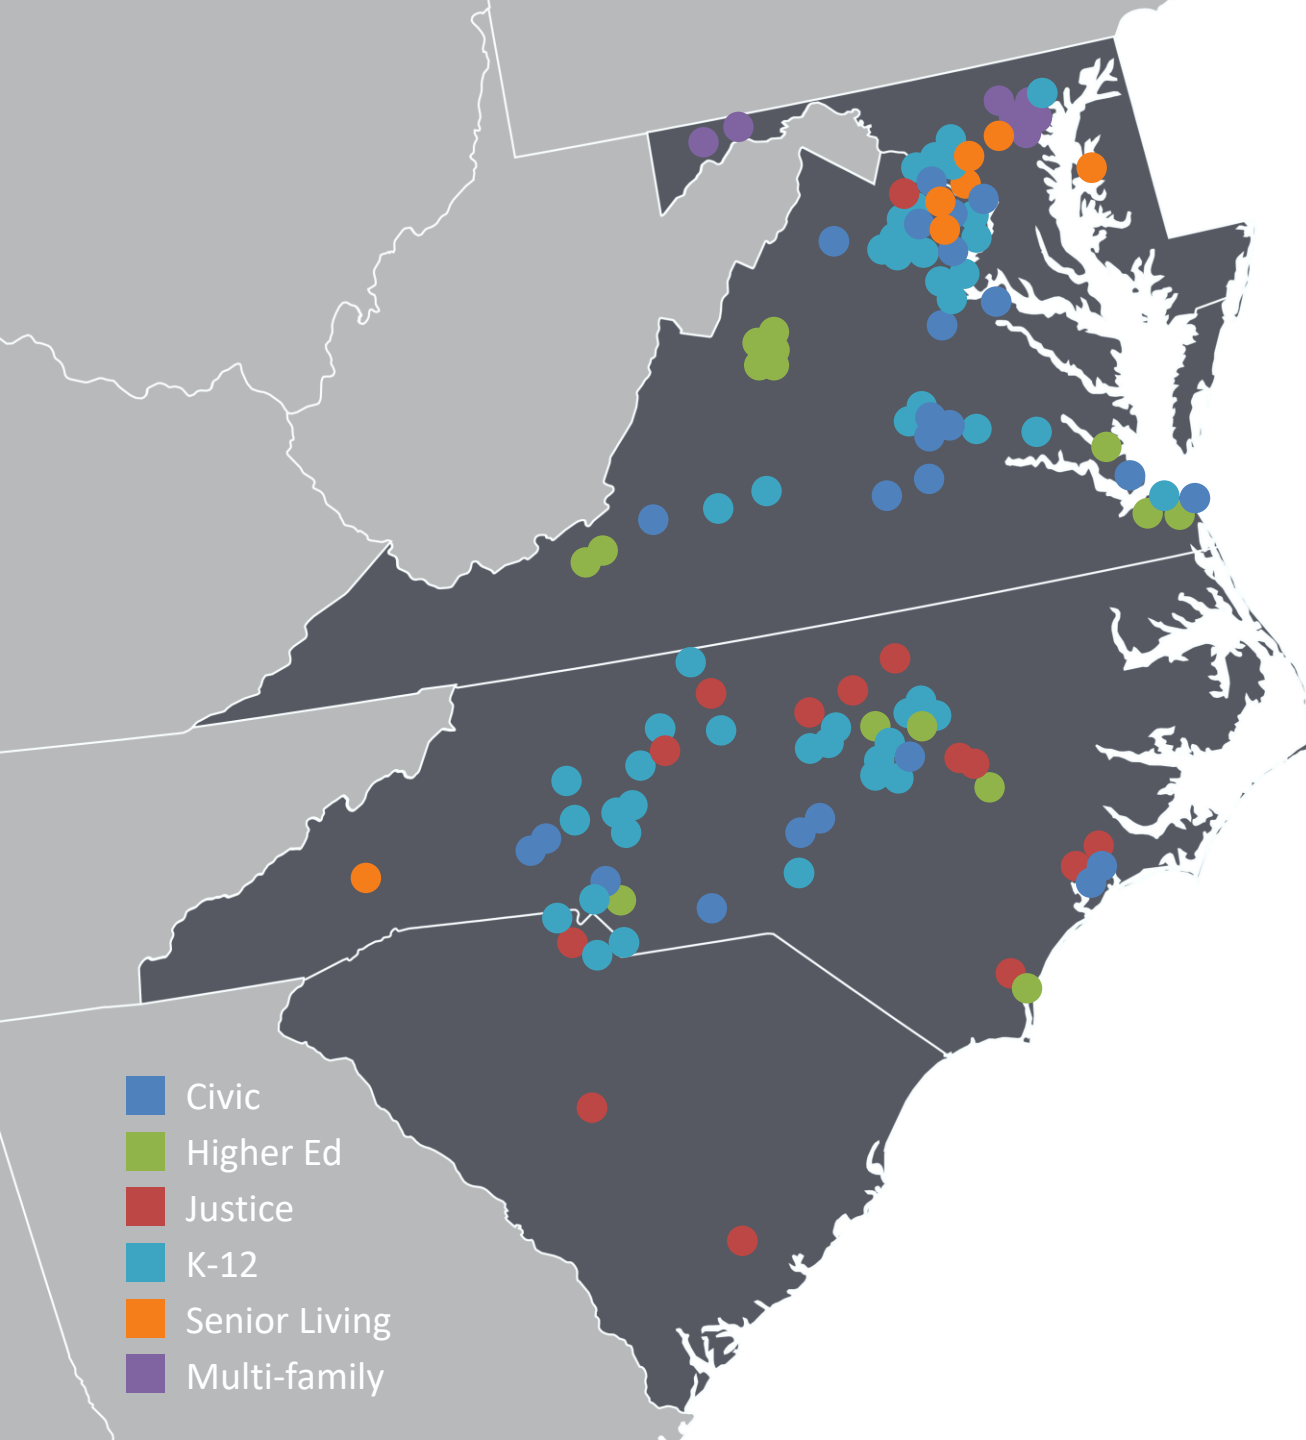 Civic
Higher Ed
Justice
K-12
Senior Living
Multi-family